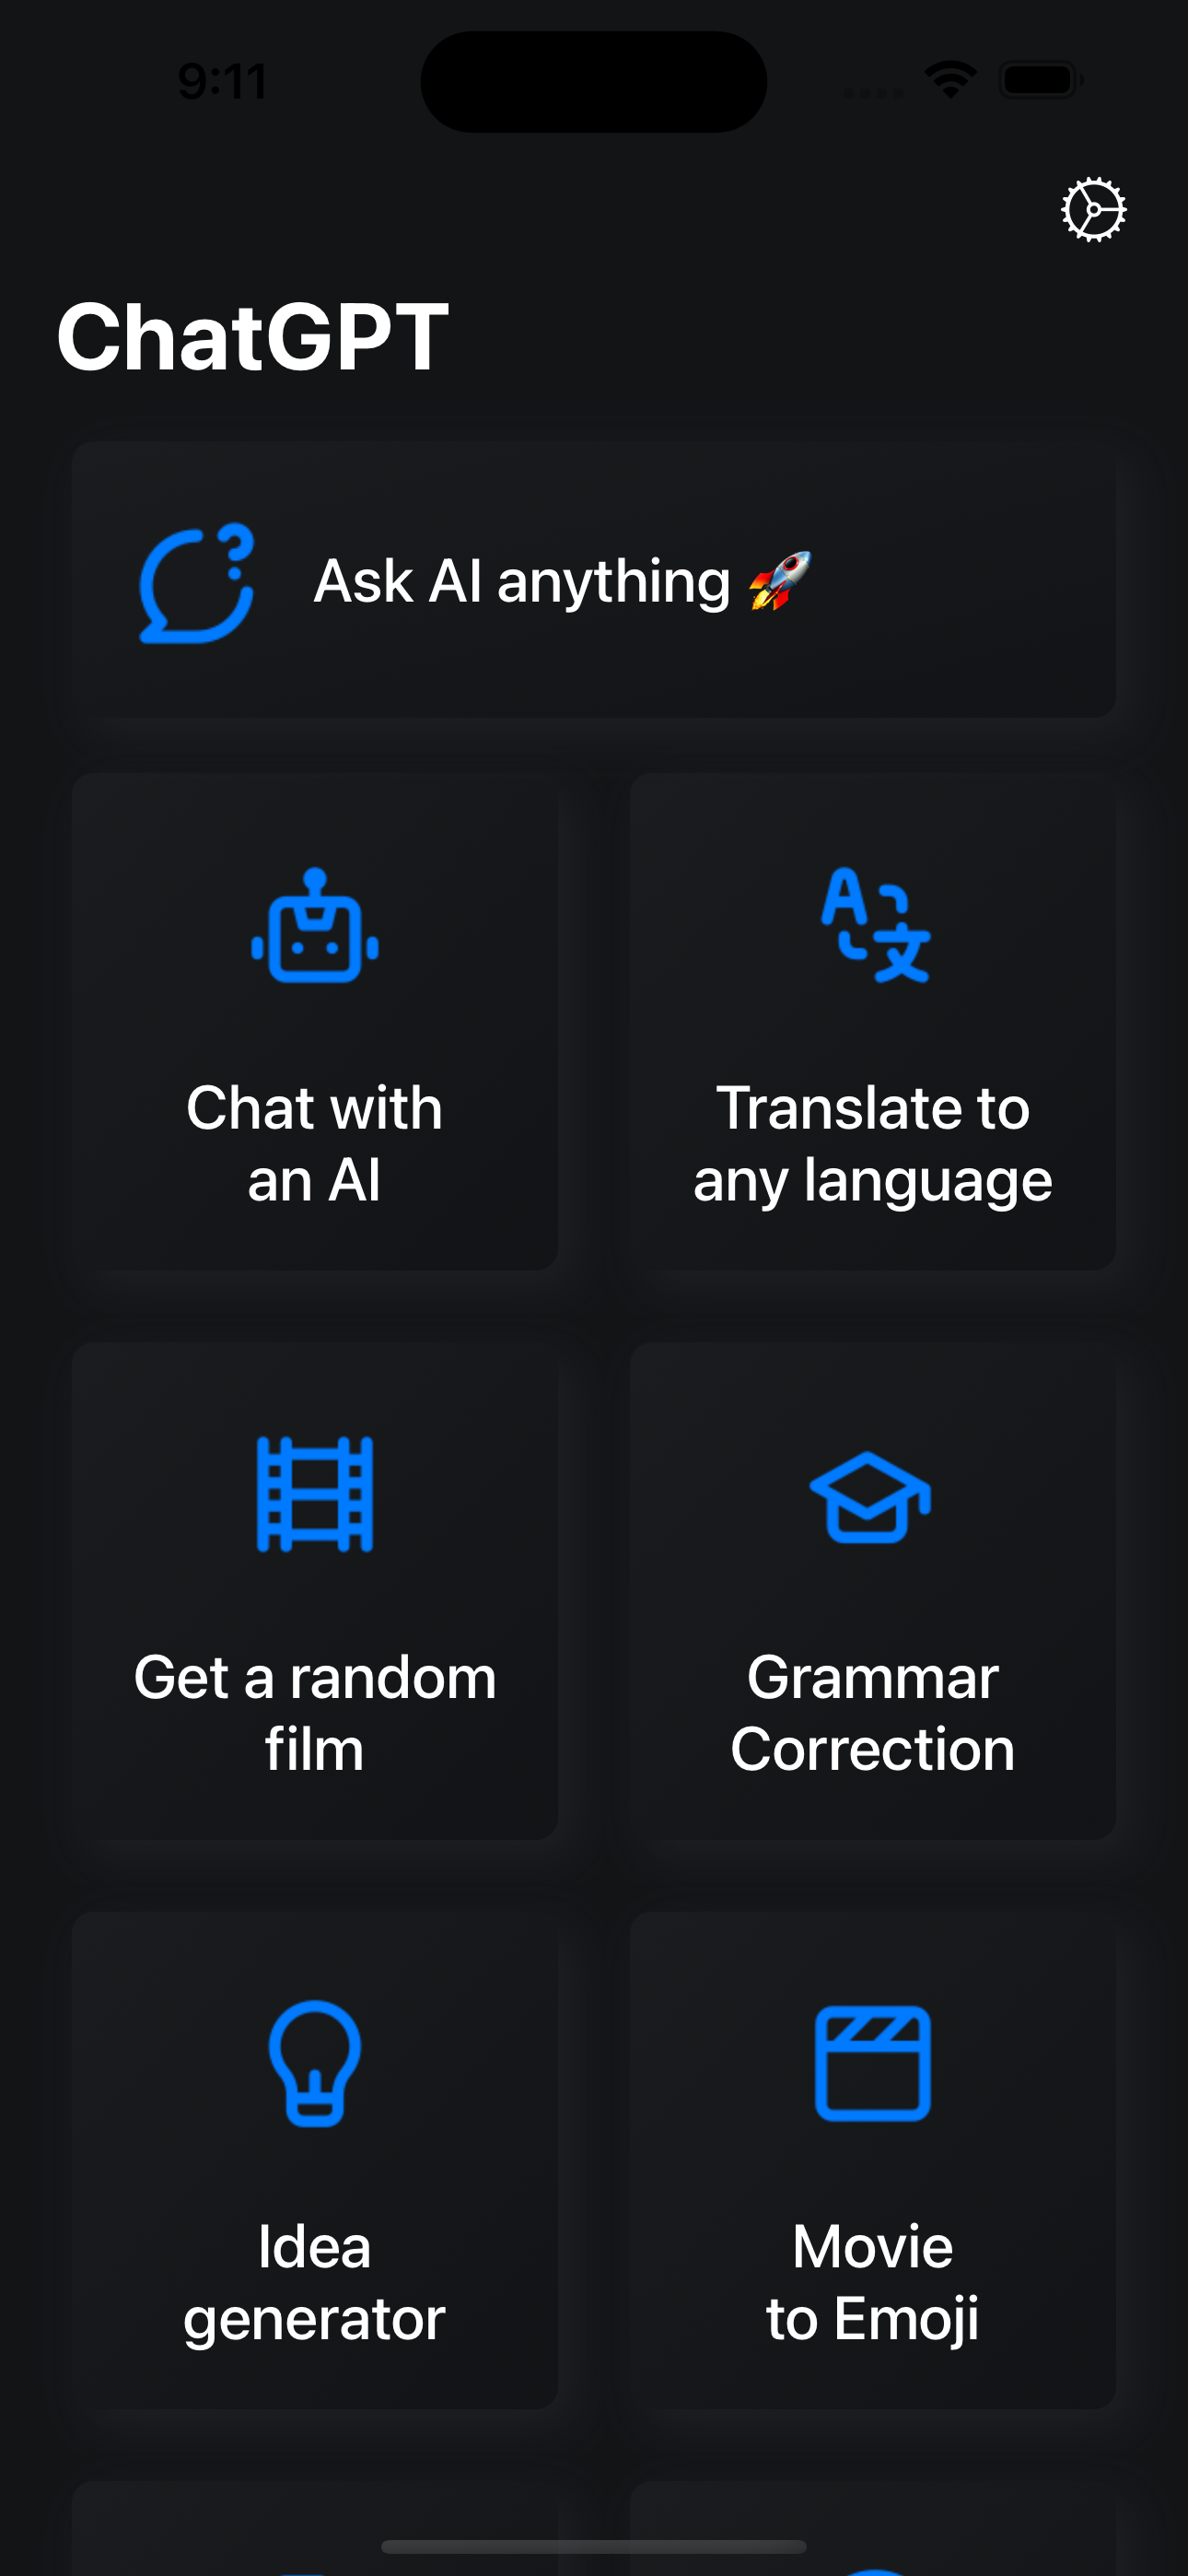 9:11
ChatGPT
Ask AI anything 🚀
Chat with
an AI
Translate to
any language
Get a random
film
Grammar
Correction
Idea
generator
Movie
to Emoji